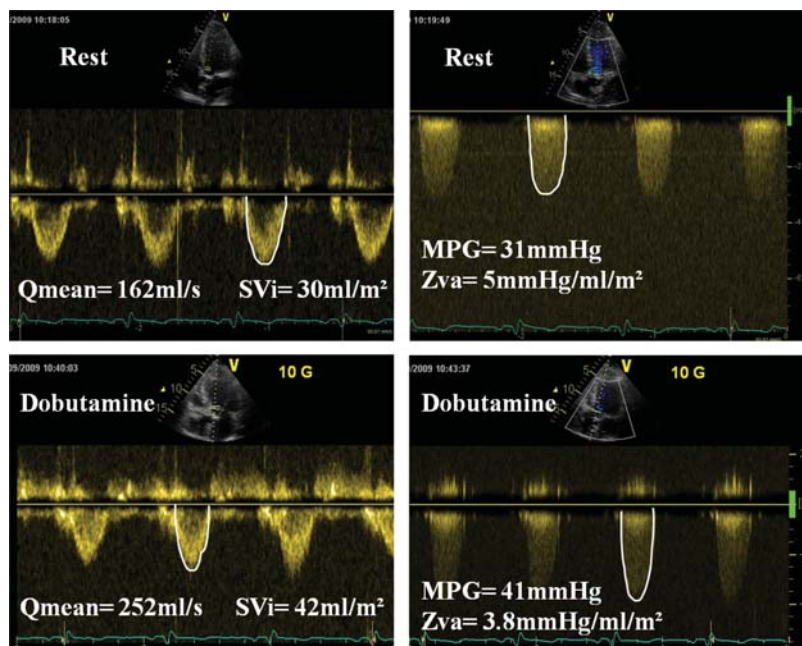 /2009 10:18:05
V
Rest
Qmean= 162ml/s SVi= 30ml/m²
10:19:49
V
Rest
MPG= 31mmHg
Zva= 5mmHg/ml/m²
09/2009 10:40:03
V
10 G
Dobutamine
Qmean= 252ml/s SVi= 42ml/m²
09/2009 10:43:37
V
10 G
Dobutamine
MPG= 41mmHg
Zva= 3.8mmHg/ml/m²